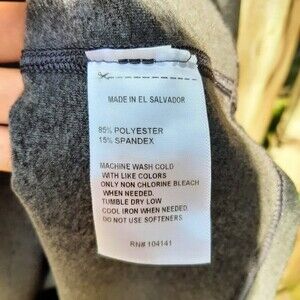 MADE IN EL SALVADOR
85% POLYESTER
15% SPANDEX
MACHINE WASH COLD
WITH LIKE COLORS
ONLY NON CHLORINE BLEACH
WHEN NEEDED.
TUMBLE DRY LOW
COOL IRON WHEN NEEDED.
DO NOT USE SOFTENERS
RN# 104141